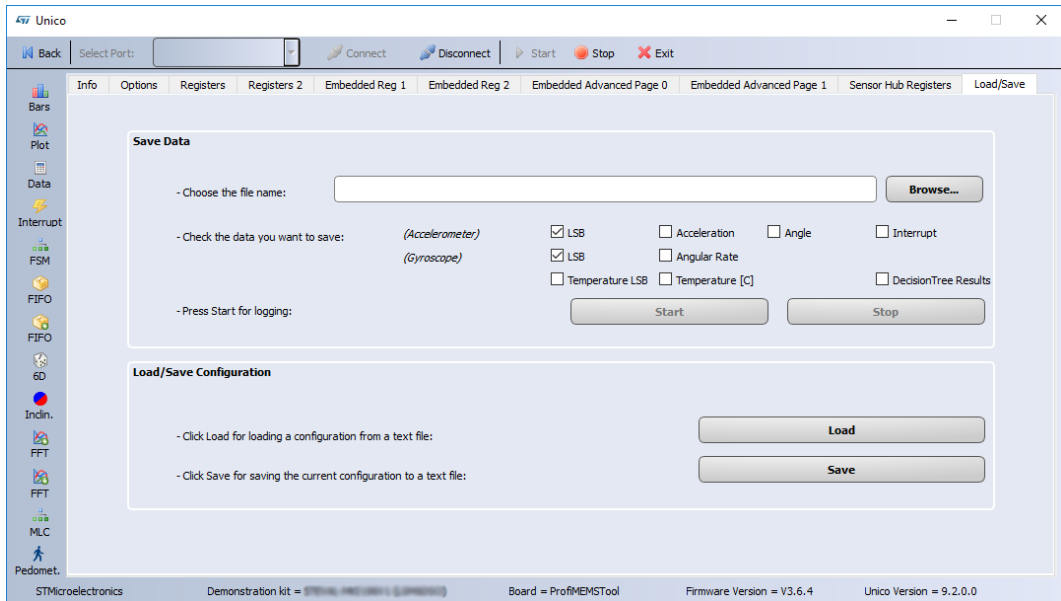 Unico
Back Select Port: Connect Disconnect Start Stop Exit
Info Options Registers Registers 2 Embedded Reg 1 Embedded Reg 2 Embedded Advanced Page 0 Embedded Advanced Page 1 Sensor Hub Registers Load/Save
Bars
Plot
Data
Interrupt
FSM
FIFO
FIFO
6D
Inclin.
FFT
FFT
MLC
Pedomet.
Save Data
- Choose the file name: Browse...
- Check the data you want to save: (Accelerometer) LSB Acceleration Angle Interrupt
(Gyroscope) LSB Angular Rate
Temperature LSB Temperature [C] DecisionTree Results
- Press Start for logging: Start Stop
Load/Save Configuration
- Click Load for loading a configuration from a text file: Load
- Click Save for saving the current configuration to a text file: Save
STMicroelectronics Demonstration kit = Board = ProfiMEMSTool Firmware Version = V3.6.4 Unico Version = 9.2.0.0